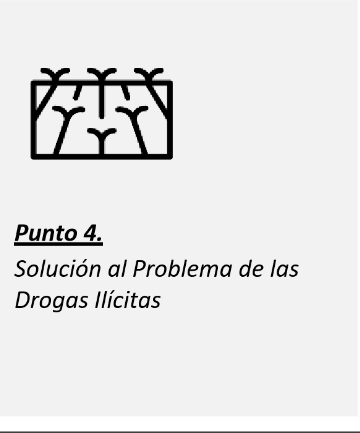 Punto 4.
Solución al Problema de las
Drogas Ilícitas